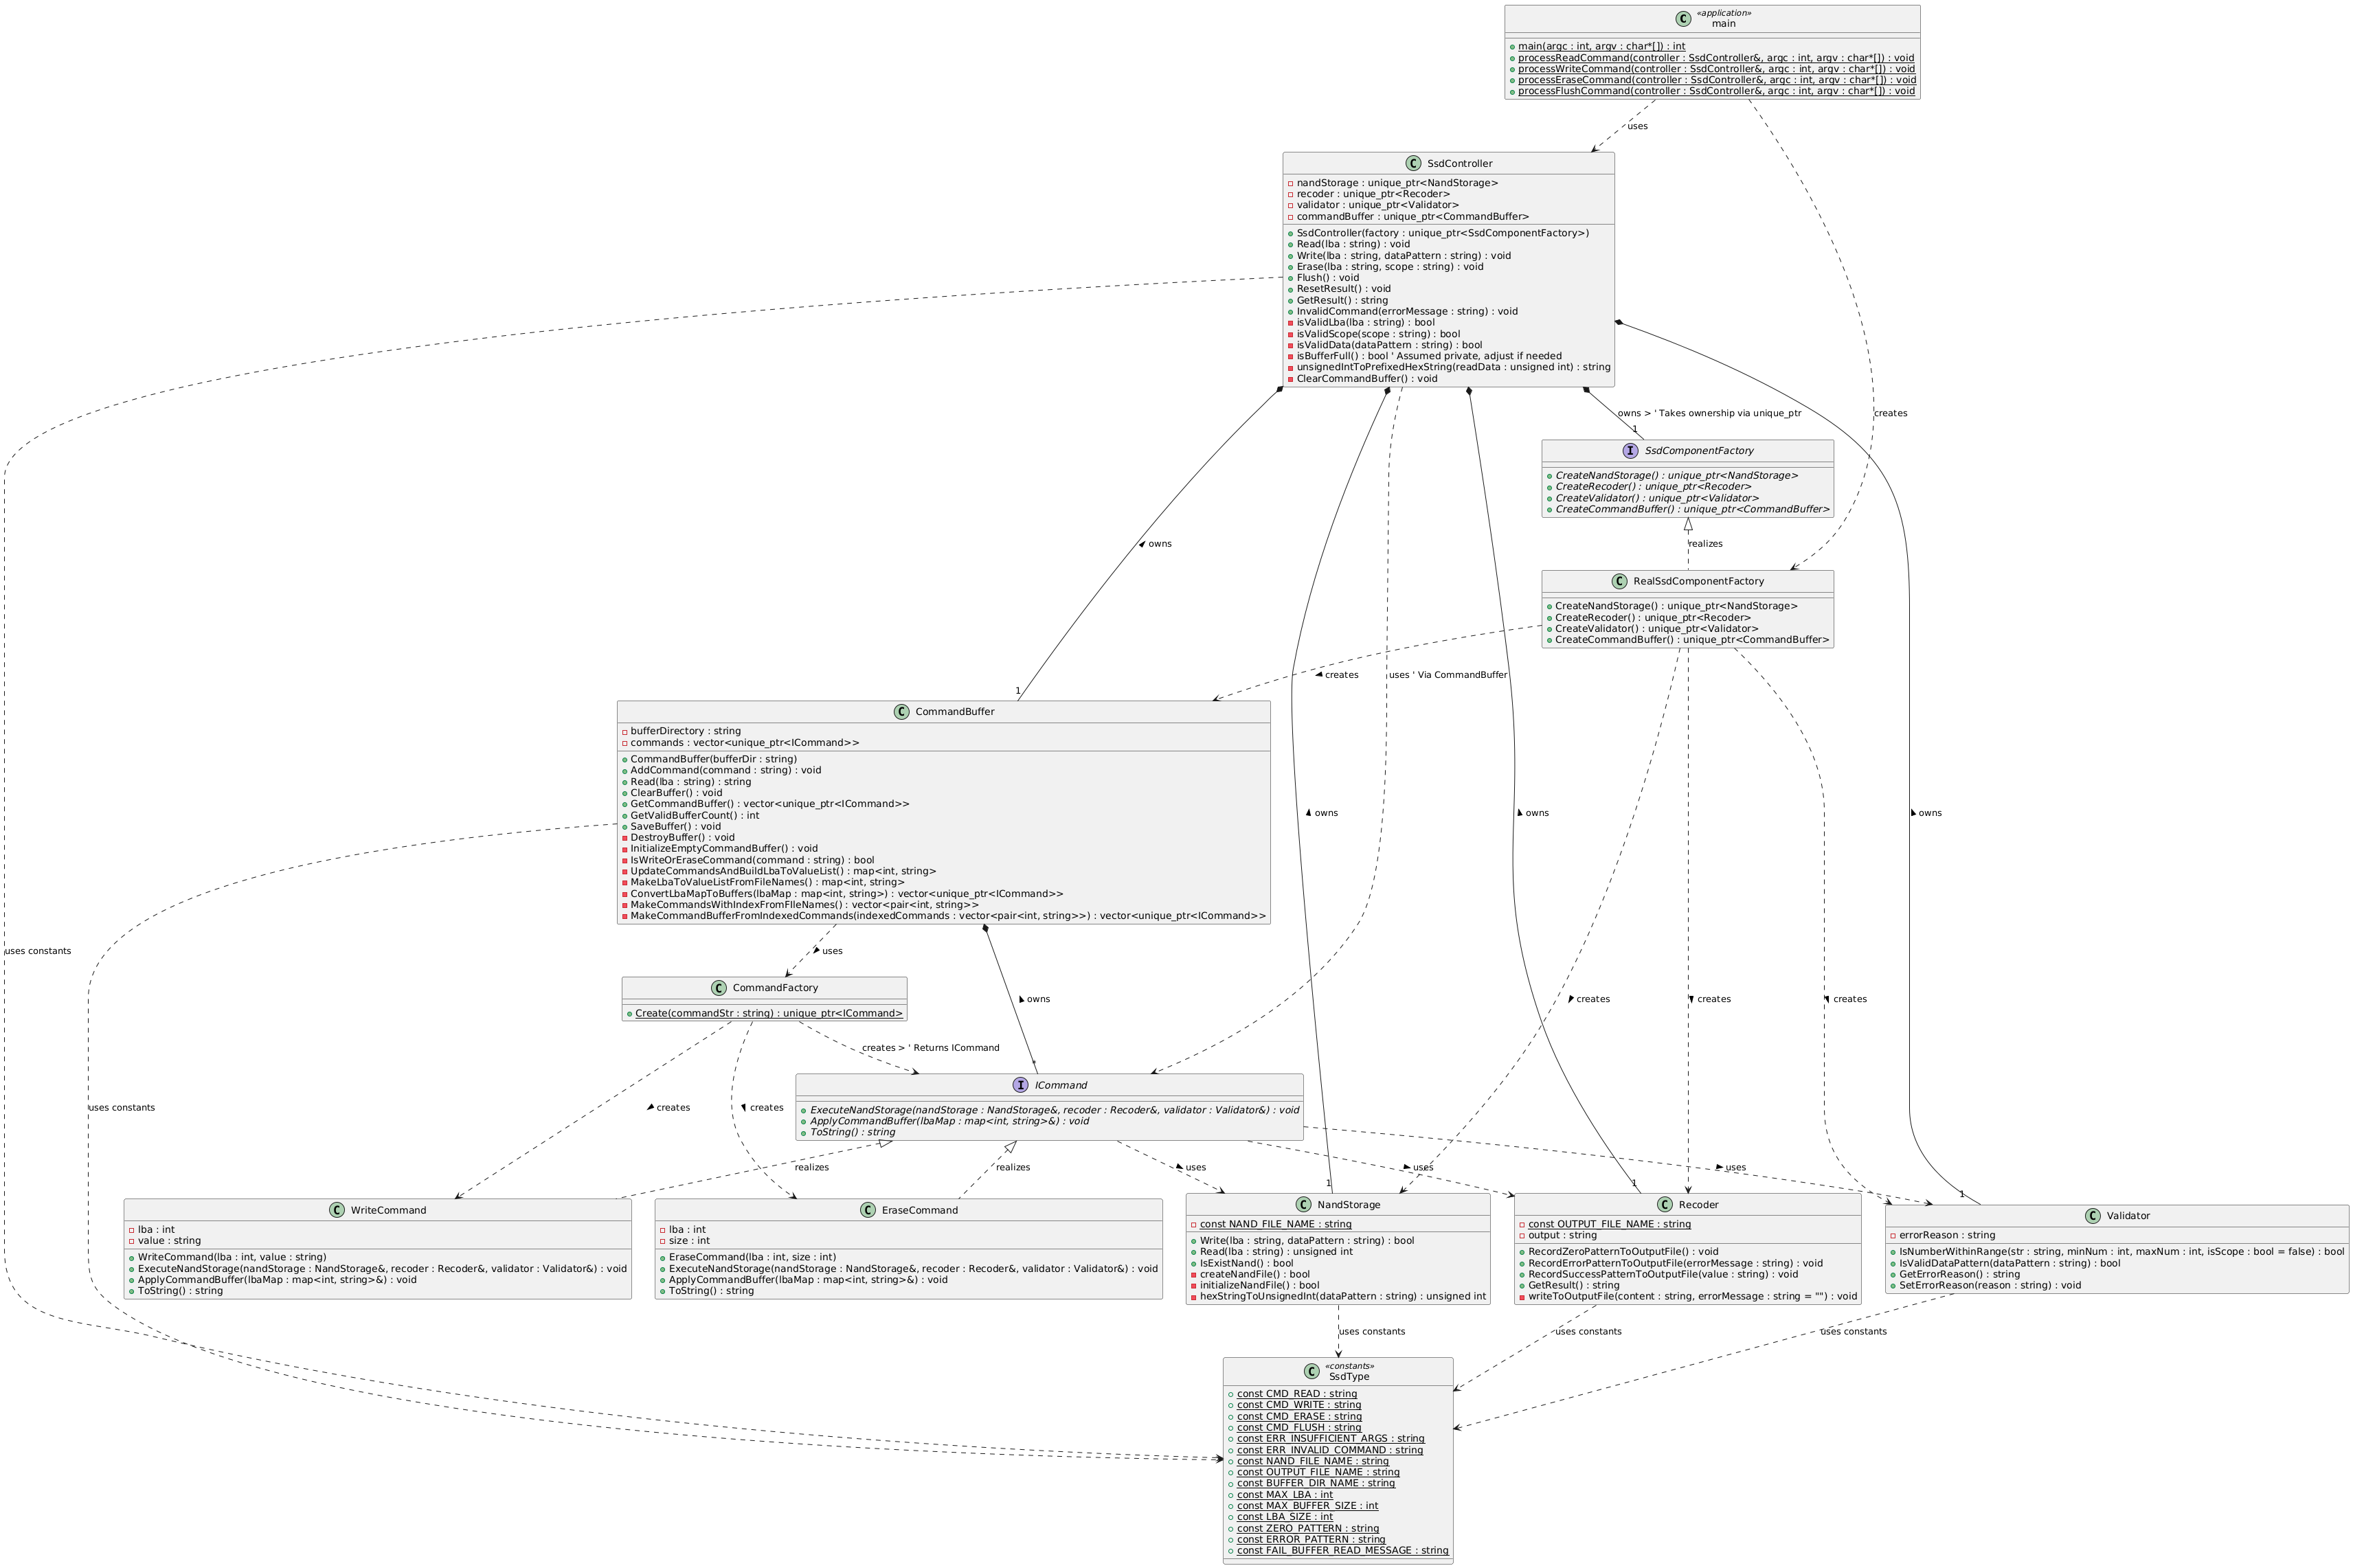 C
«application»
main
main(argc : int, argv : char*[]) : int
processReadCommand(controller : SsdController&, argc : int, argv : char*[]) : void
processWriteCommand(controller : SsdController&, argc : int, argv : char*[]) : void
processEraseCommand(controller : SsdController&, argc : int, argv : char*[]) : void
processFlushCommand(controller : SsdController&, argc : int, argv : char*[]) : void
uses
C SsdController
nandStorage : unique_ptr<NandStorage>
recoder : unique_ptr<Recoder>
validator : unique_ptr<Validator>
commandBuffer : unique_ptr<CommandBuffer>
SsdController(factory : unique_ptr<SsdComponentFactory>)
Read(lba : string) : void
Write(lba : string, dataPattern : string) : void
Erase(lba : string, scope : string) : void
Flush() : void
ResetResult() : void
GetResult() : string
InvalidCommand(errorMessage : string) : void
isValidLba(lba : string) : bool
isValidScope(scope : string) : bool
isValidData(dataPattern : string) : bool
isBufferFull() : bool ' Assumed private, adjust if needed
unsignedIntToPrefixedHexString(readData : unsigned int) : string
ClearCommandBuffer() : void
owns > ' Takes ownership via unique_ptr
creates
1
I SsdComponentFactory
CreateNandStorage() : unique_ptr<NandStorage>
CreateRecoder() : unique_ptr<Recoder>
CreateValidator() : unique_ptr<Validator>
CreateCommandBuffer() : unique_ptr<CommandBuffer>
owns
realizes
C RealSsdComponentFactory
CreateNandStorage() : unique_ptr<NandStorage>
CreateRecoder() : unique_ptr<Recoder>
CreateValidator() : unique_ptr<Validator>
CreateCommandBuffer() : unique_ptr<CommandBuffer>
uses ' Via CommandBuffer
creates
1
C CommandBuffer
bufferDirectory : string
commands : vector<unique_ptr<ICommand>>
CommandBuffer(bufferDir : string)
AddCommand(command : string) : void
Read(lba : string) : string
ClearBuffer() : void
GetCommandBuffer() : vector<unique_ptr<ICommand>>
GetValidBufferCount() : int
SaveBuffer() : void
DestroyBuffer() : void
InitializeEmptyCommandBuffer() : void
IsWriteOrEraseCommand(command : string) : bool
UpdateCommandsAndBuildLbaToValueList() : map<int, string>
MakeLbaToValueListFromFileNames() : map<int, string>
ConvertLbaMapToBuffers(lbaMap : map<int, string>) : vector<unique_ptr<ICommand>>
MakeCommandsWithIndexFromFIleNames() : vector<pair<int, string>>
MakeCommandBufferFromIndexedCommands(indexedCommands : vector<pair<int, string>>) : vector<unique_ptr<ICommand>>
owns
owns
owns
uses constants
uses
C CommandFactory
Create(commandStr : string) : unique_ptr<ICommand>
owns
creates
creates
creates
creates > ' Returns ICommand
*
I ICommand
ExecuteNandStorage(nandStorage : NandStorage&, recoder : Recoder&, validator : Validator&) : void
ApplyCommandBuffer(lbaMap : map<int, string>&) : void
ToString() : string
uses constants
creates
creates
realizes
realizes
uses
uses
uses
C WriteCommand
lba : int
value : string
WriteCommand(lba : int, value : string)
ExecuteNandStorage(nandStorage : NandStorage&, recoder : Recoder&, validator : Validator&) : void
ApplyCommandBuffer(lbaMap : map<int, string>&) : void
ToString() : string
C EraseCommand
lba : int
size : int
EraseCommand(lba : int, size : int)
ExecuteNandStorage(nandStorage : NandStorage&, recoder : Recoder&, validator : Validator&) : void
ApplyCommandBuffer(lbaMap : map<int, string>&) : void
ToString() : string
1
C NandStorage
const NAND_FILE_NAME : string
Write(lba : string, dataPattern : string) : bool
Read(lba : string) : unsigned int
IsExistNand() : bool
createNandFile() : bool
initializeNandFile() : bool
hexStringToUnsignedInt(dataPattern : string) : unsigned int
1
C Recoder
const OUTPUT_FILE_NAME : string
output : string
RecordZeroPatternToOutputFile() : void
RecordErrorPatternToOutputFile(errorMessage : string) : void
RecordSuccessPatternToOutputFile(value : string) : void
GetResult() : string
writeToOutputFile(content : string, errorMessage : string = "") : void
1
C Validator
errorReason : string
IsNumberWithinRange(str : string, minNum : int, maxNum : int, isScope : bool = false) : bool
IsValidDataPattern(dataPattern : string) : bool
GetErrorReason() : string
SetErrorReason(reason : string) : void
uses constants
uses constants
uses constants
C
«constants»
SsdType
const CMD_READ : string
const CMD_WRITE : string
const CMD_ERASE : string
const CMD_FLUSH : string
const ERR_INSUFFICIENT_ARGS : string
const ERR_INVALID_COMMAND : string
const NAND_FILE_NAME : string
const OUTPUT_FILE_NAME : string
const BUFFER_DIR_NAME : string
const MAX_LBA : int
const MAX_BUFFER_SIZE : int
const LBA_SIZE : int
const ZERO_PATTERN : string
const ERROR_PATTERN : string
const FAIL_BUFFER_READ_MESSAGE : string